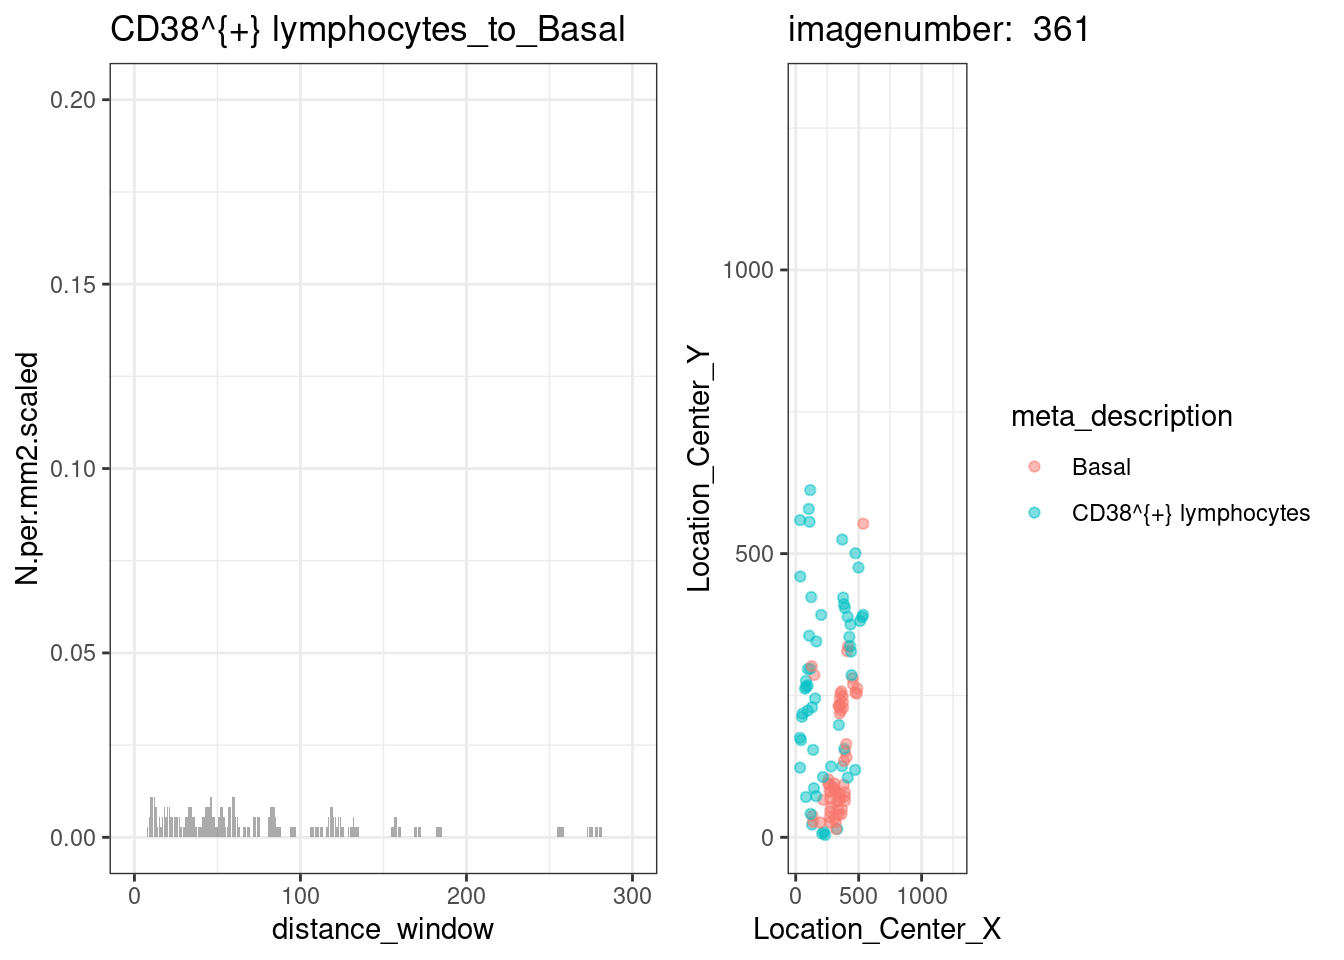 CD38^{+} lymphocytes_to_Basal
N.per.mm2.scaled
0.20
0.15
0.10
0.05
0.00
0
100
200
300
distance_window
imagenumber:  361
Location_Center_Y
1000
500
0
0
500
1000
Location_Center_X
meta_description
Basal
CD38^{+} lymphocytes